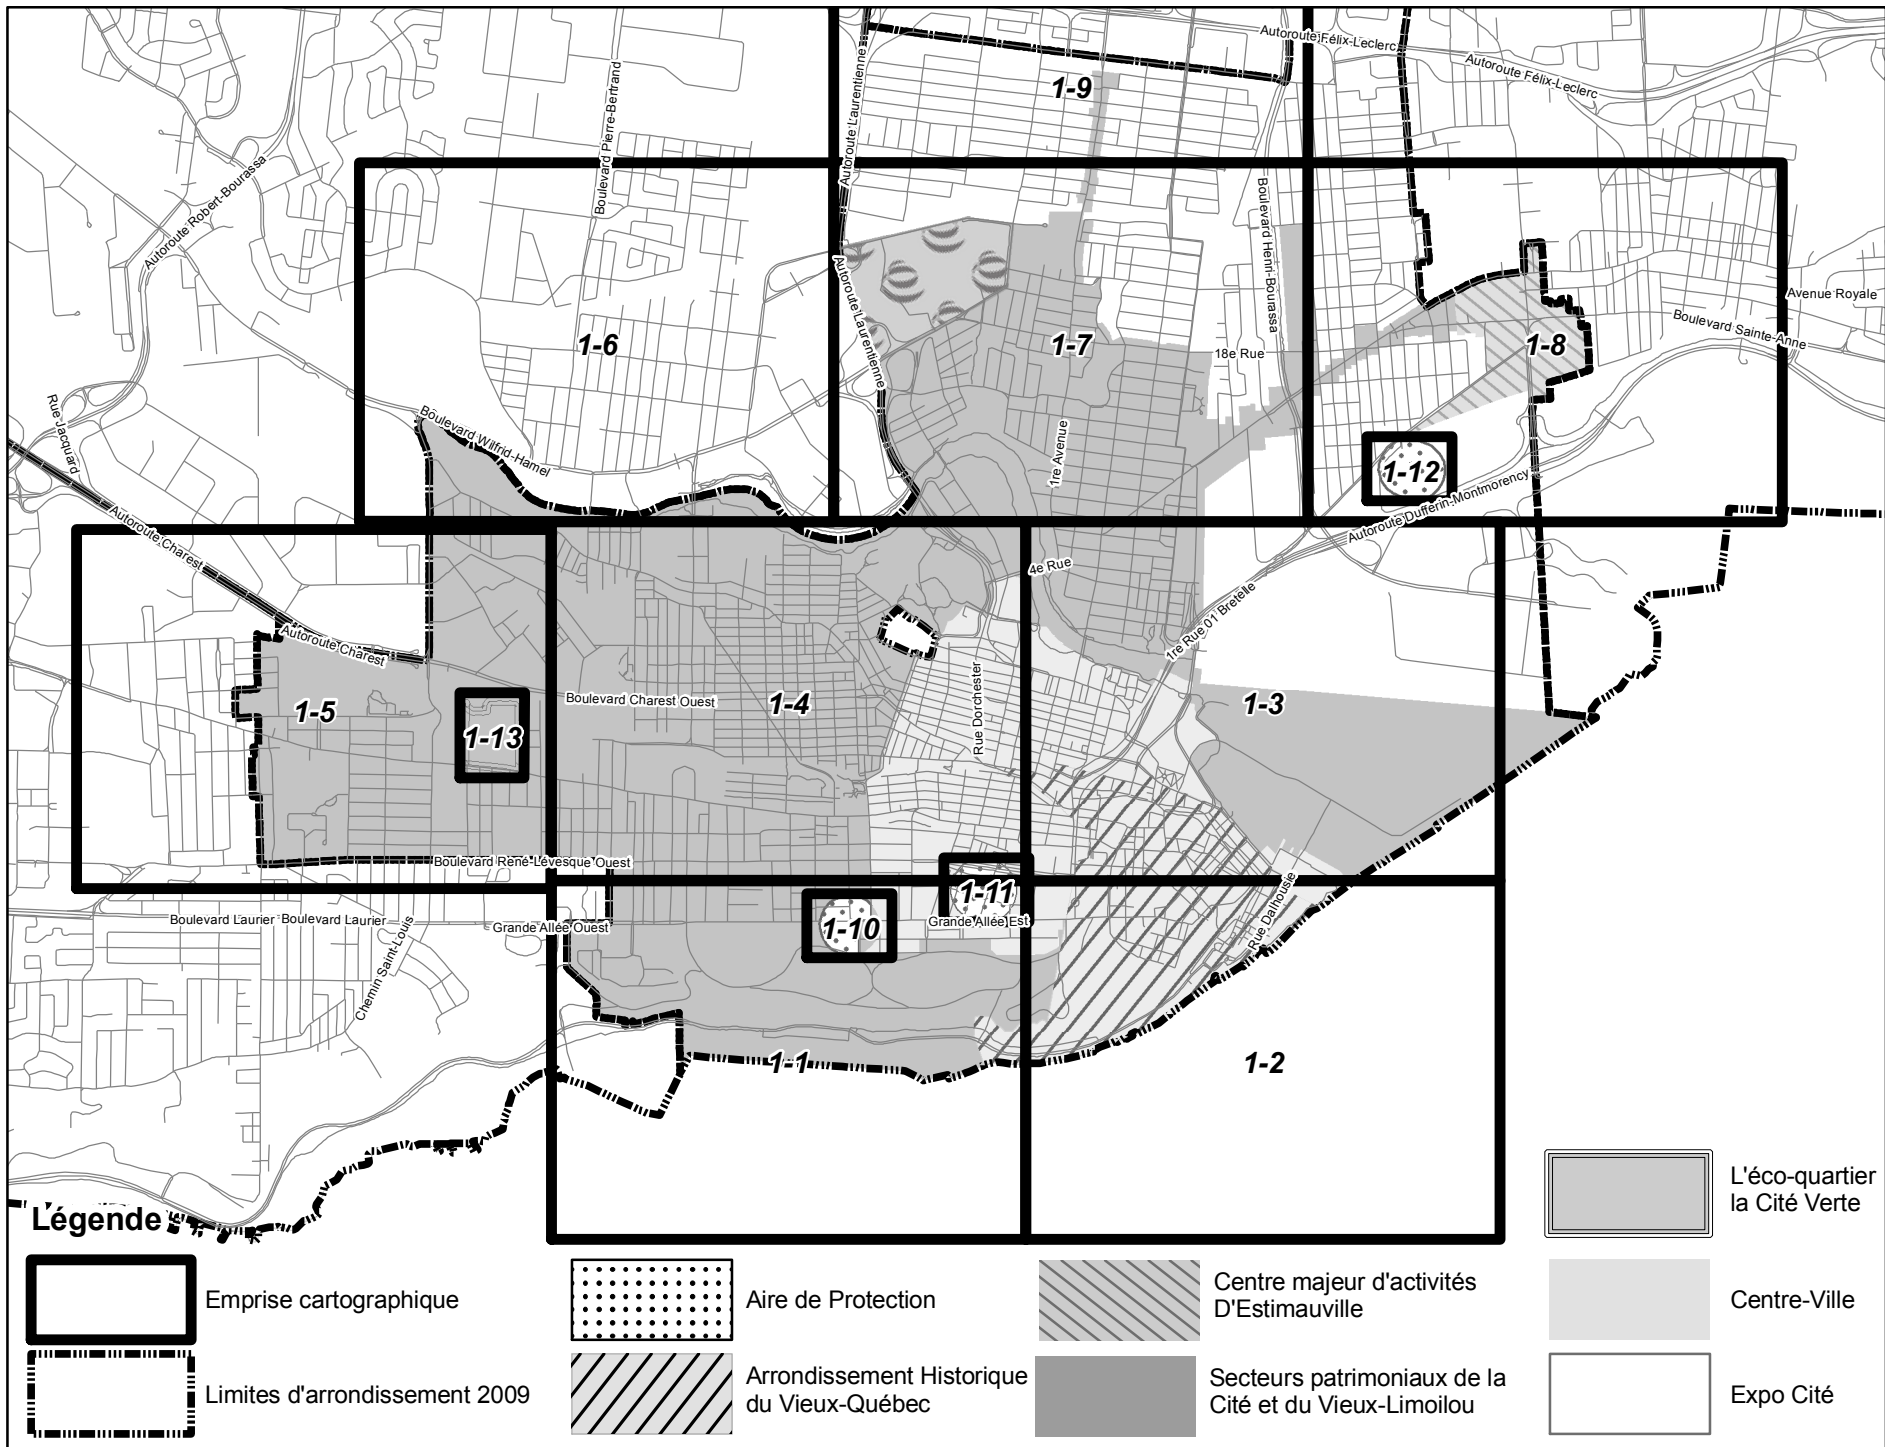 Autoroute Félix-Leclerc
Autoroute Félix-Leclerc
Autoroute Laurentienne
Boulevard Pierre-Bertrand
1-9
Autoroute Robert-Bourassa
Boulevard Henri-Bourassa
Autoroute Laurentienne
Avenue Royale
Boulevard Sainte-Anne
1-6
1-7
18e Rue
1-8
Rue Jacquard
Boulevard Wilfrid-Hamel
1re Avenue
1-12
Autoroute Dufferin-Montmorency
Autoroute Charest
4e Rue
1re Rue 01 Bretelle
Autoroute Charest
1-5
Boulevard Charest Ouest
1-4
Rue Dorchester
1-3
1-13
Boulevard René-Lévesque Ouest
1-11
Boulevard Laurier
Boulevard Laurier
Chemin Saint-Louis
Grande Allée Ouest
1-10
Grande Allée Est
Rue Dalhousie
1-1
1-2
Légende
Emprise cartographique
Limites d'arrondissement 2009
Aire de Protection
Arrondissement Historique
du Vieux-Québec
Centre majeur d'activités
D'Estimauville
Secteurs patrimoniaux de la
Cité et du Vieux-Limoilou
L'éco-quartier
la Cité Verte
Centre-Ville
Expo Cité